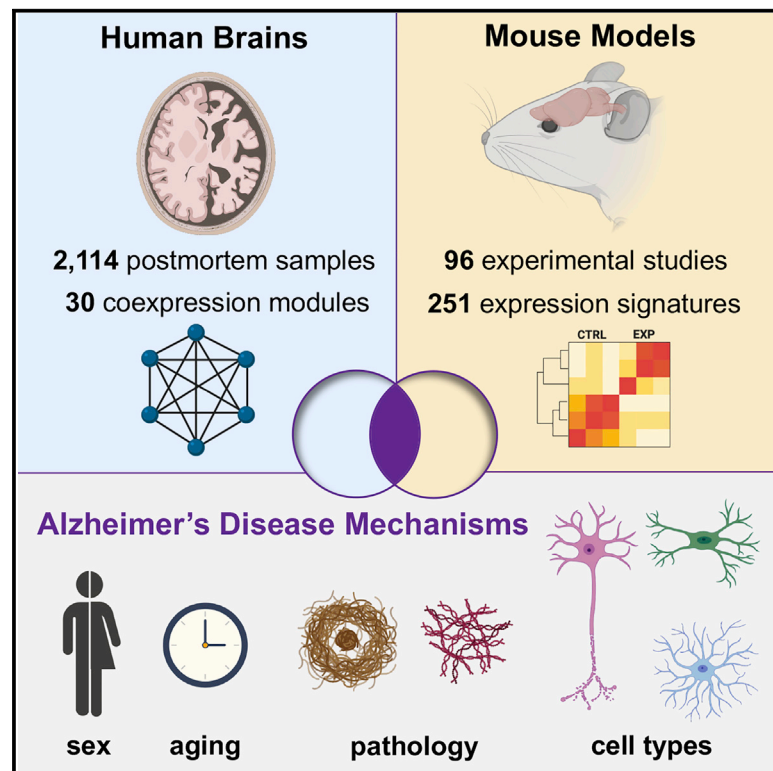 Human Brains
2,114 postmortem samples
30 coexpression modules
Mouse Models
96 experimental studies
251 expression signatures
CTRL EXP
Alzheimer's Disease Mechanisms
sex
aging
pathology
cell types